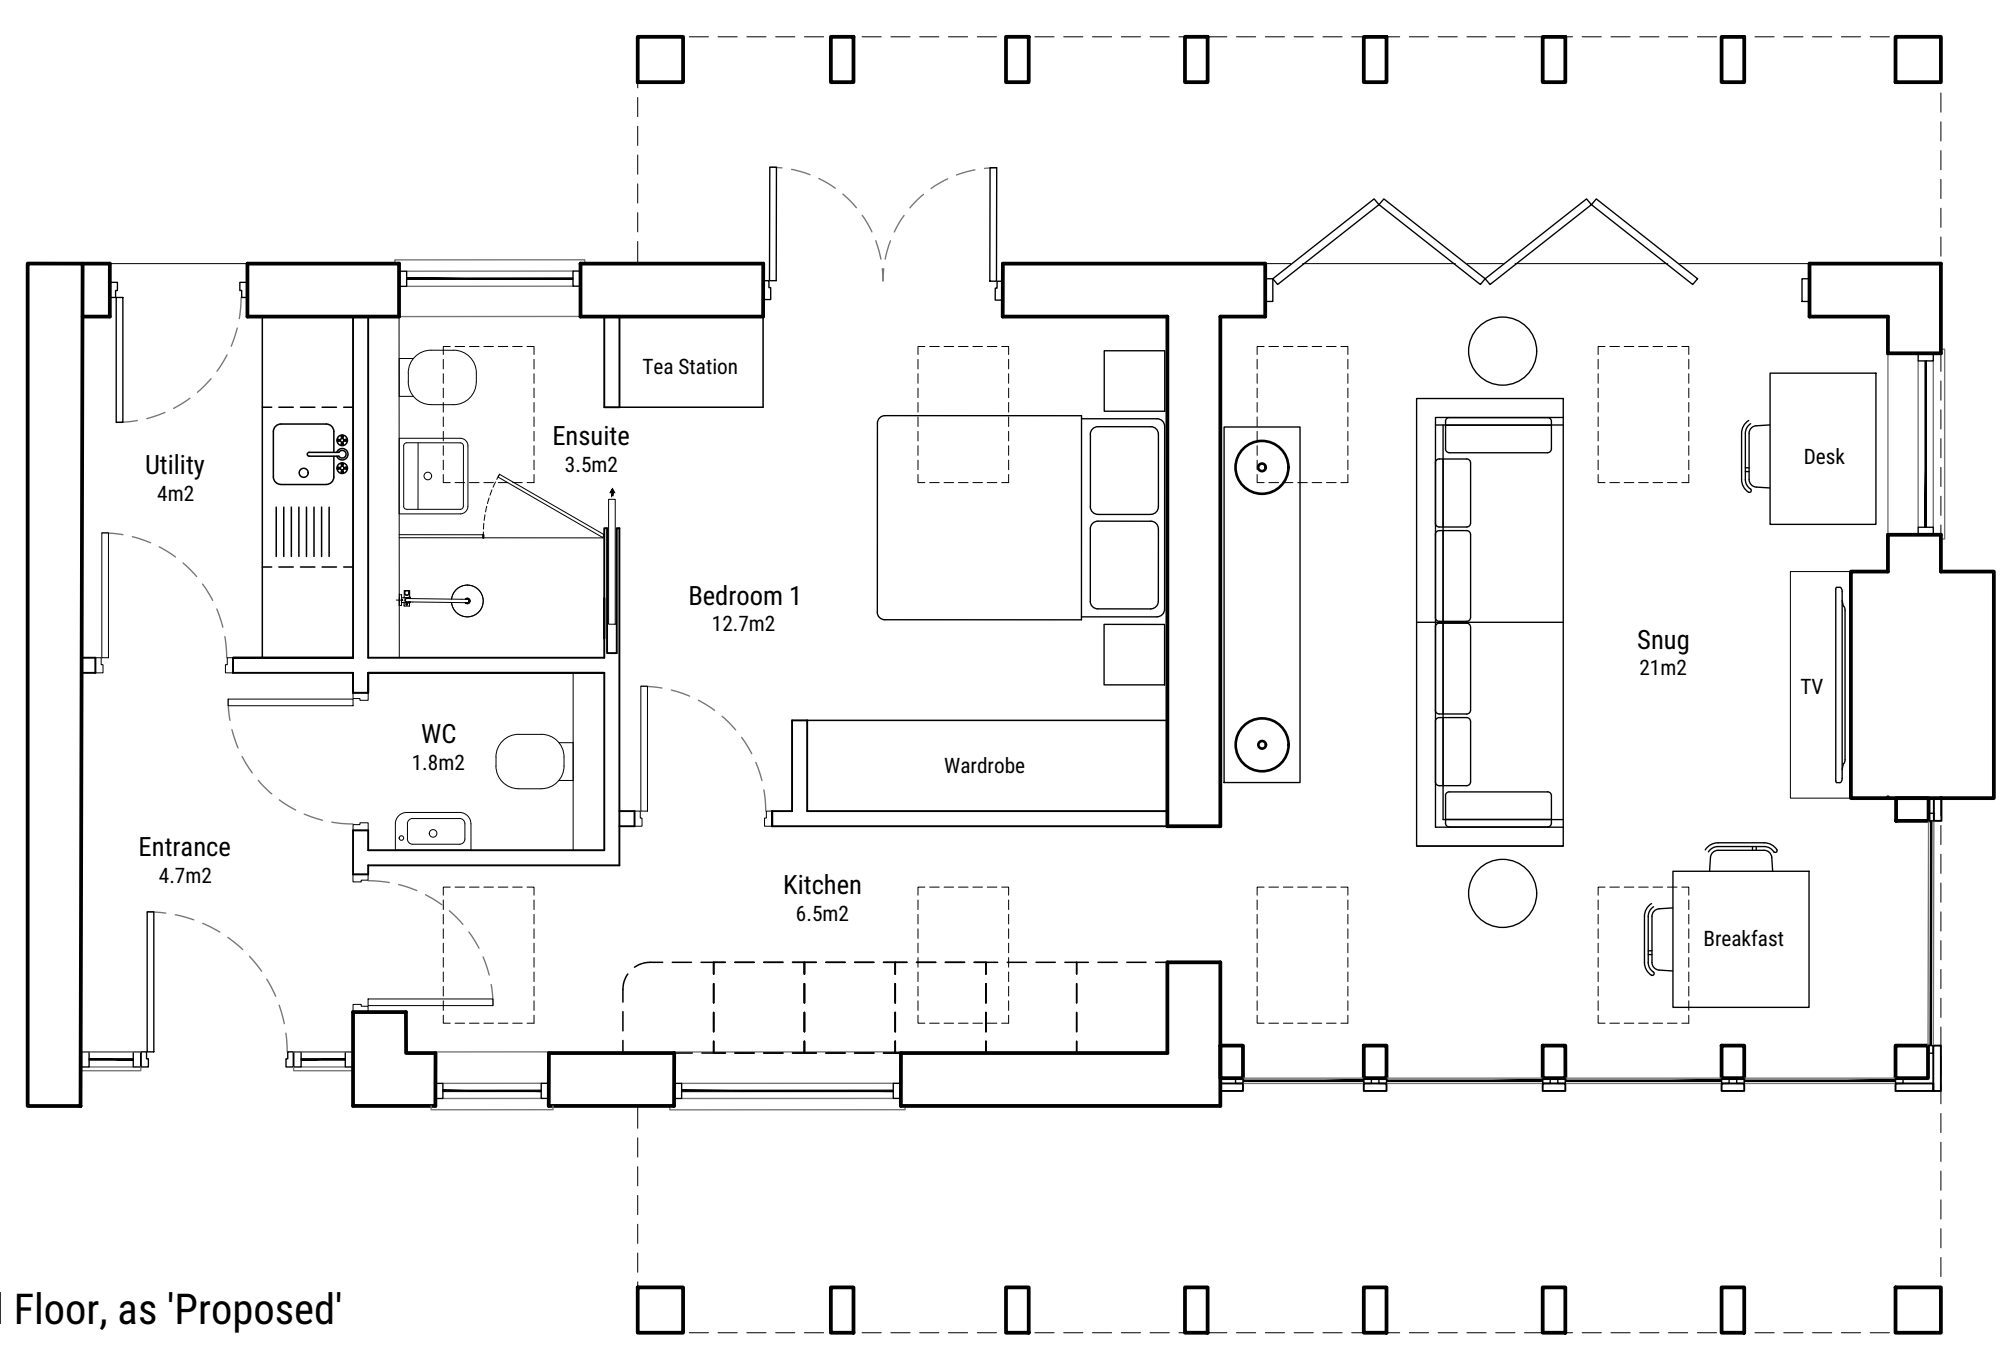 Tea Station
Ensuite
3.5m2
Utility
4m2
Desk
Bedroom 1
12.7m2
Snug
21m2
TV
WC
1.8m2
Wardrobe
Entrance
4.7m2
Kitchen
6.5m2
Breakfast
Floor, as 'Proposed'